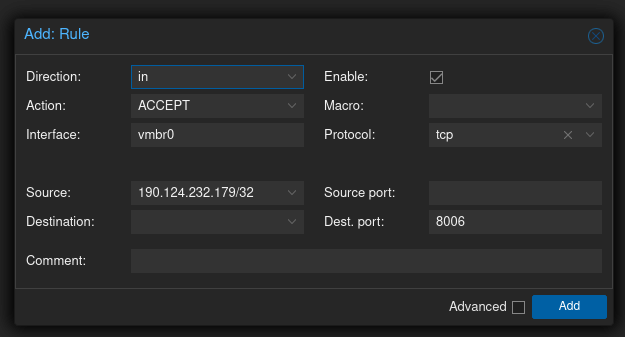 Add: Rule
Direction: in Enable:
Action: ACCEPT Macro:
Interface: vmbr0 Protocol: tcp
Source: 190.124.232.179/32 Source port:
Destination: Dest. port: 8006
Comment:
Advanced Add